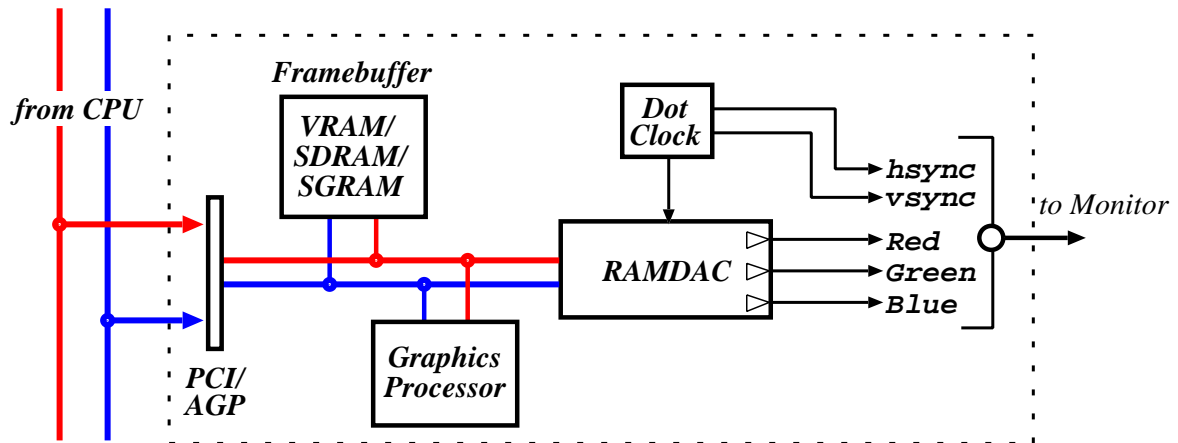 from CPU
Framebuffer
VRAM/
SDRAM/
SGRAM
PCI/
AGP
Graphics
Processor
Dot
Clock
RAMDAC
hsync
vsync
Red
Green
Blue
to Monitor